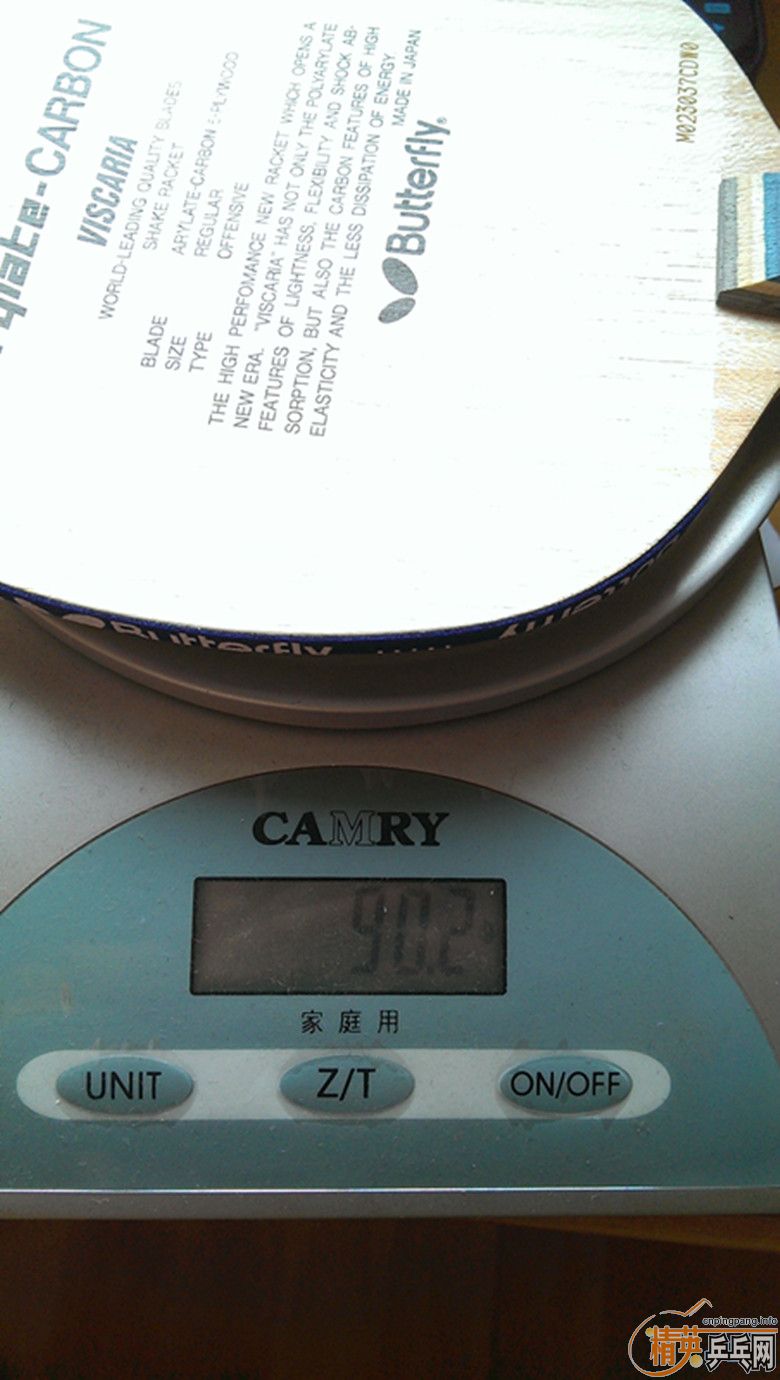 ylate-CARBON
VISCARIA
WORLD-LEADING QUALITY BLADES
BLADE SHAKE RACKET
SIZE ARYLATE-CARBON 5-PLYWOOD
TYPE REGULAR
OFFENSIVE
THE HIGH PERFOMANCE NEW RACKET WHICH OPENS A
NEW ERA. "VISCARIA" HAS NOT ONLY THE POLYARYLATE
FEATURES OF LIGHTNESS, FLEXIBILITY AND SHOCK AB-
SORPTION, BUT ALSO THE CARBON FEATURES OF HIGH
ELASTICITY AND THE LESS DISSIPATION OF ENERGY.
MADE IN JAPAN
Butterfly®
M023037CDW0
Butterfly
Butterfly
CAMRY
90.2
家庭用
UNIT
Z/T
ON/OFF
cnpingpang.info
精英乒乓网